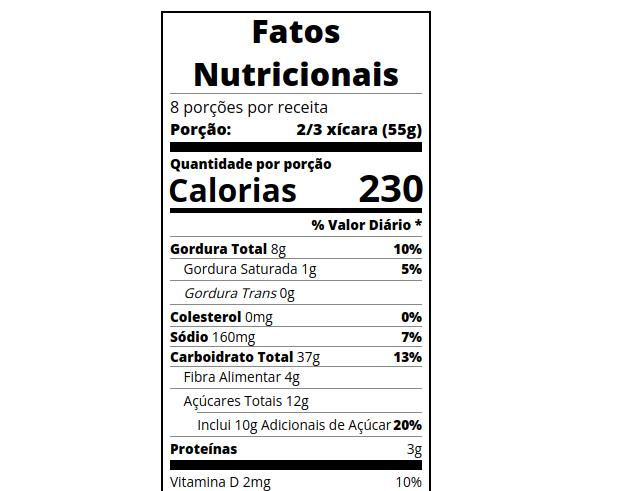 Fatos
Nutricionais
8 porções por receita
Porção: 2/3 xícara (55g)
Quantidade por porção
Calorias 230
% Valor Diário *
Gordura Total 8g 10%
Gordura Saturada 1g 5%
Gordura Trans 0g
Colesterol 0mg 0%
Sódio 160mg 7%
Carboidrato Total 37g 13%
Fibra Alimentar 4g
Açúcares Totais 12g
Inclui 10g Adicionais de Açúcar 20%
Proteínas 3g
Vitamina D 2mg 10%